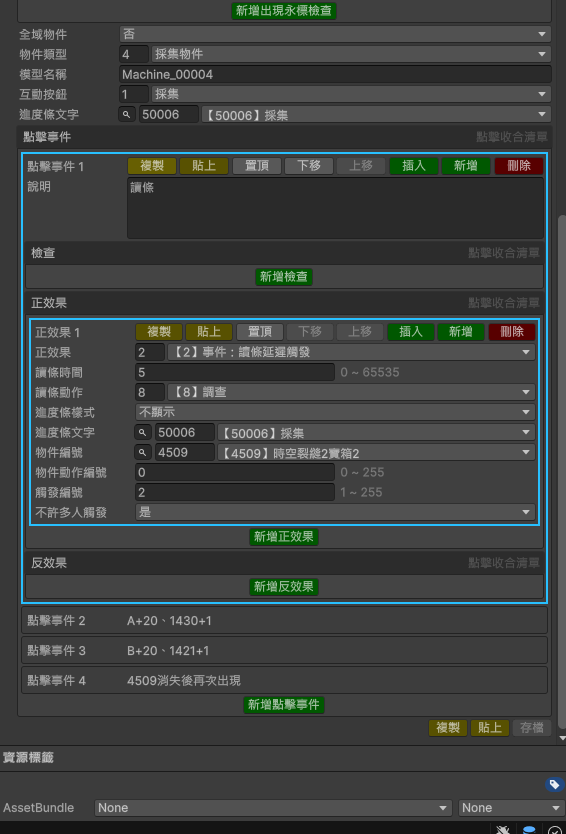 新增出現永標檢查
全域物件 否
物件類型 4 採集物件
模型名稱 Machine_00004
互動按鈕 1 採集
進度條文字 50006 【50006】採集
點擊事件 點擊收合清單
點擊事件 1 複製 貼上 置頂 下移 上移 插入 新增 刪除
說明 讀條
檢查 點擊收合清單
新增檢查
正效果 點擊收合清單
正效果 1 複製 貼上 置頂 下移 上移 插入 新增 刪除
正效果 2 【2】事件：讀條延遲觸發
讀條時間 5 0 ~ 65535
讀條動作 8 【8】調查
進度條樣式 不顯示
進度條文字 50006 【50006】採集
物件編號 4509 【4509】時空裂縫2寶箱2
物件動作編號 0 0 ~ 255
觸發編號 2 1 ~ 255
不許多人觸發 是
新增正效果
反效果 點擊收合清單
新增反效果
點擊事件 2 A+20、1430+1
點擊事件 3 B+20、1421+1
點擊事件 4 4509消失後再次出現
新增點擊事件
複製 貼上 存檔
資源標籤
AssetBundle None None